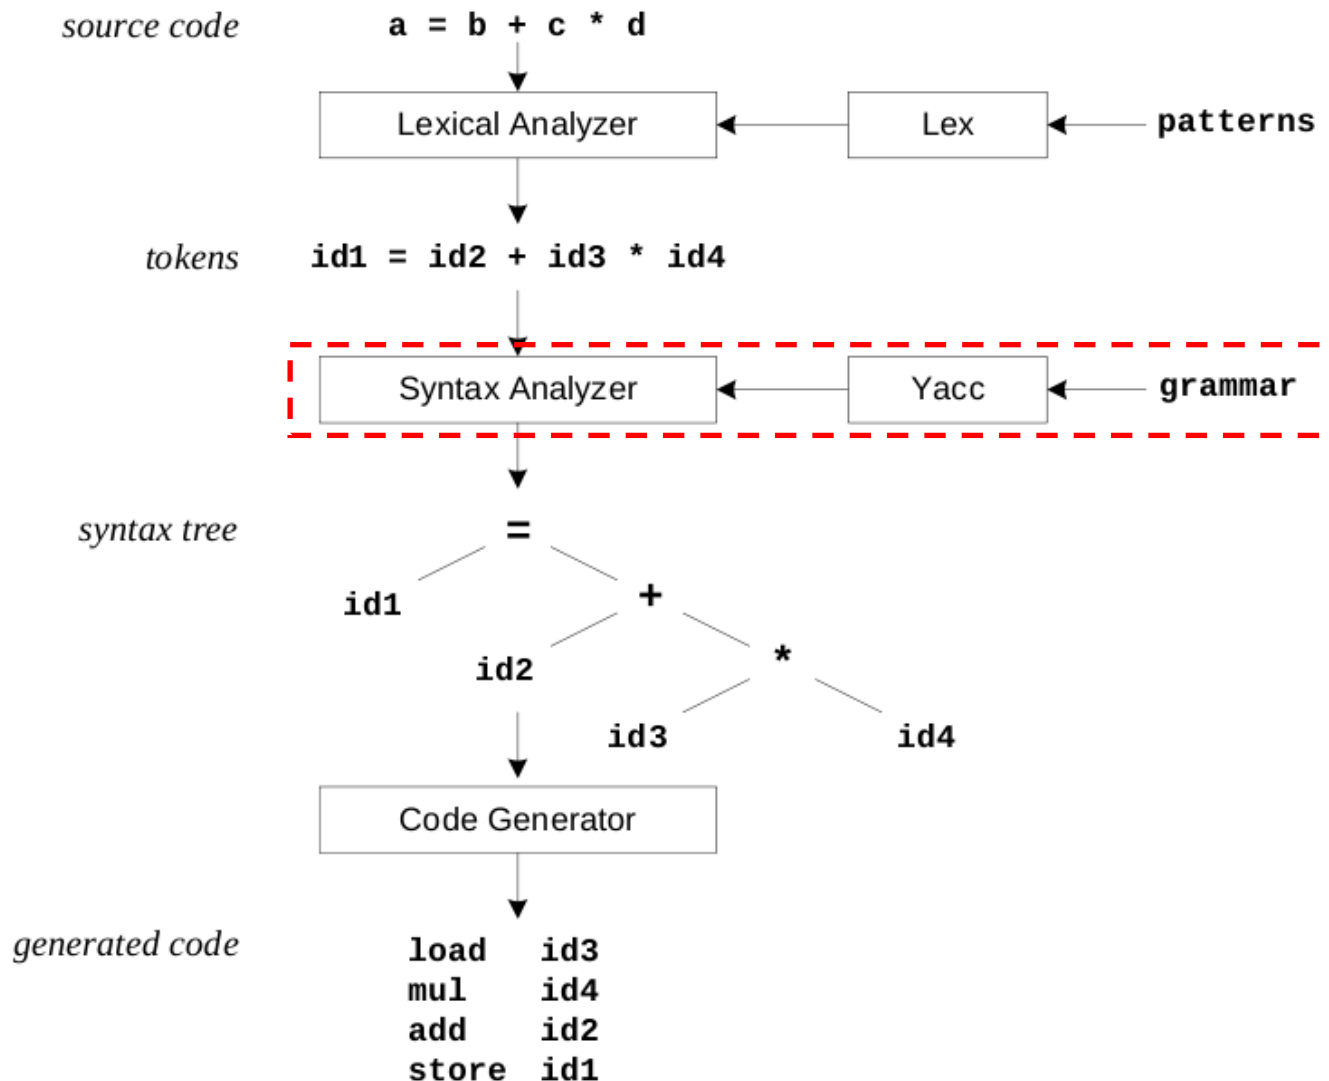 source code a = b + c * d
Lexical Analyzer Lex patterns
tokens id1 = id2 + id3 * id4
Syntax Analyzer Yacc grammar
syntax tree =
id1 +
id2 *
id3 id4
Code Generator
generated code load id3
mul id4
add id2
store id1